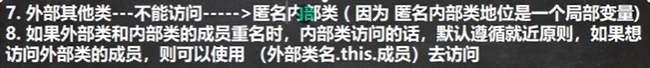 7. 外部其他类---不能访问----->匿名内部类 ( 因为 匿名内部类地位是一个局部变量)
8. 如果外部类和内部类的成员重名时，内部类访问的话，默认遵循就近原则，如果想
访问外部类的成员，则可以使用 （外部类名.this.成员）去访问